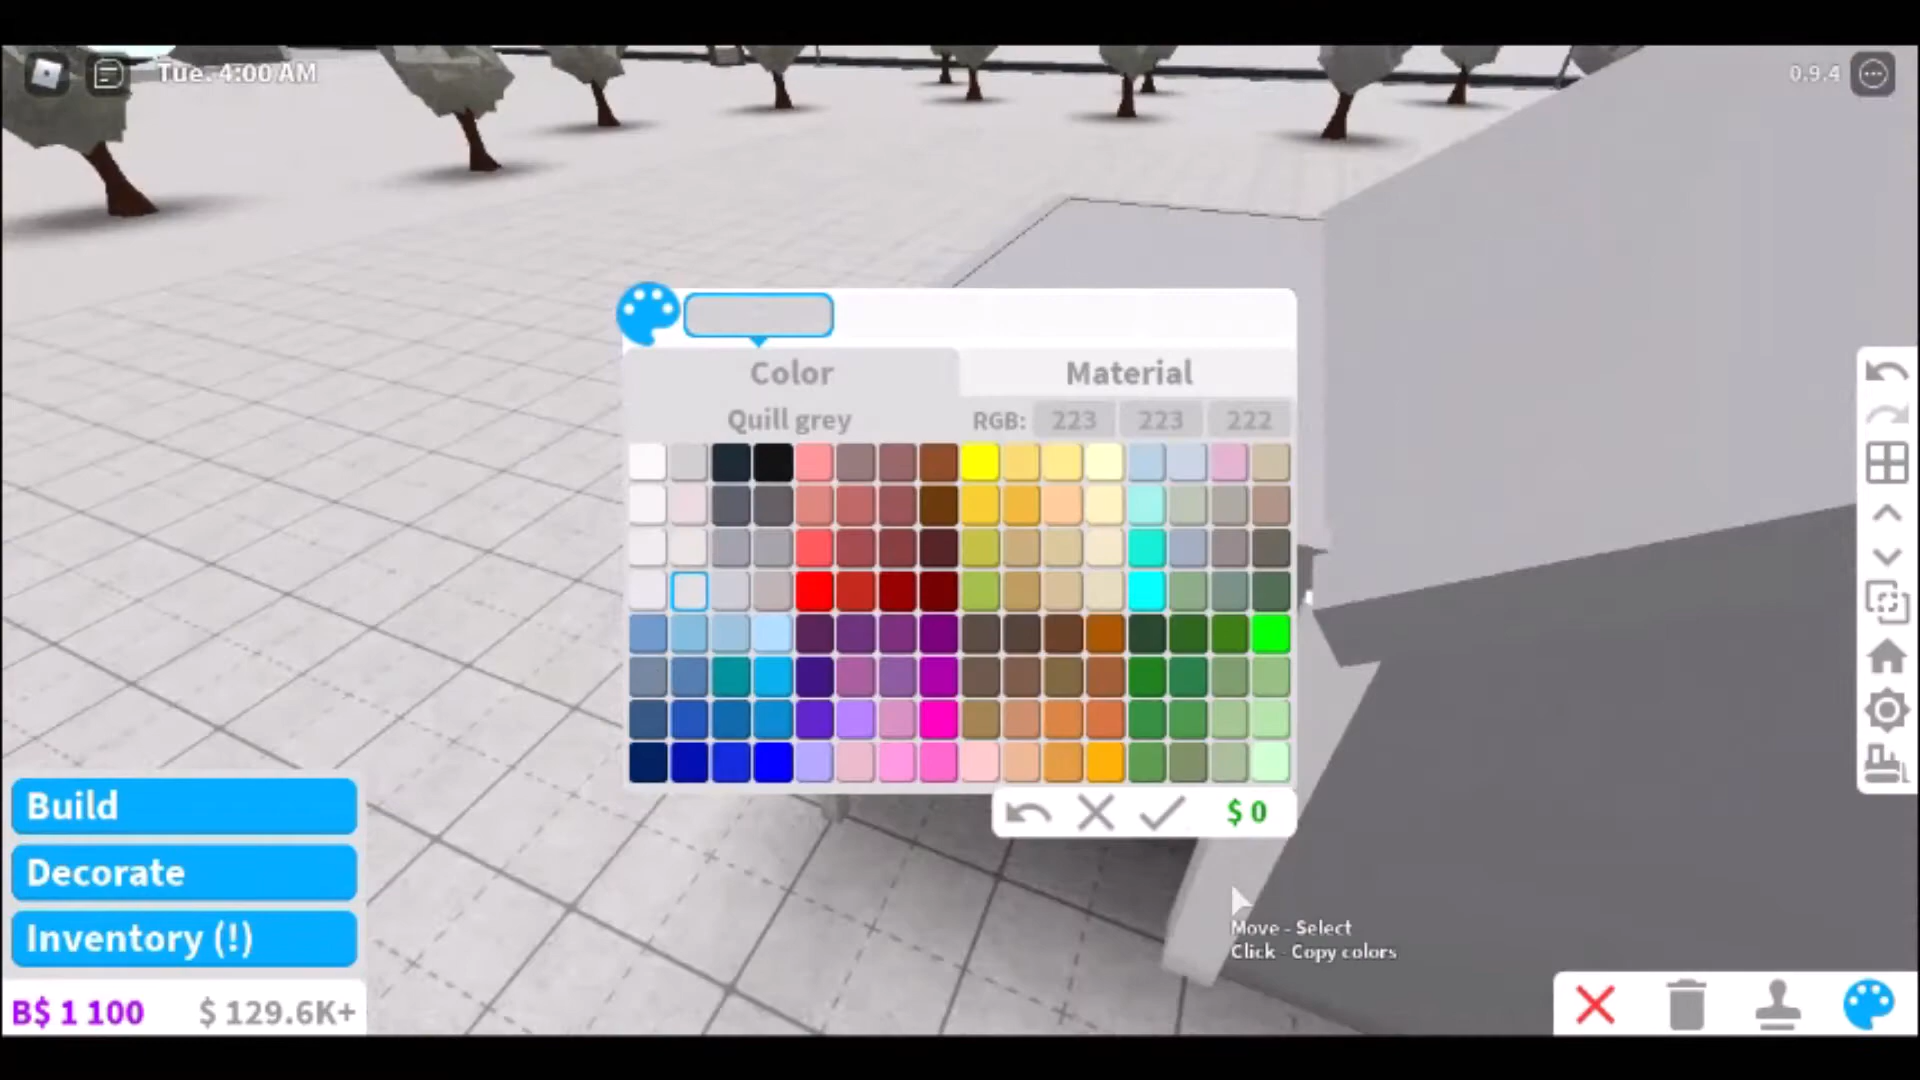 Tue. 4:00 AM
0.9.4
Color
Material
Quill grey
RGB: 223 223 222
$ 0
Build
Decorate
Inventory (!)
B$ 1 100
$ 129.6K+
Move - Select
Click - Copy colors